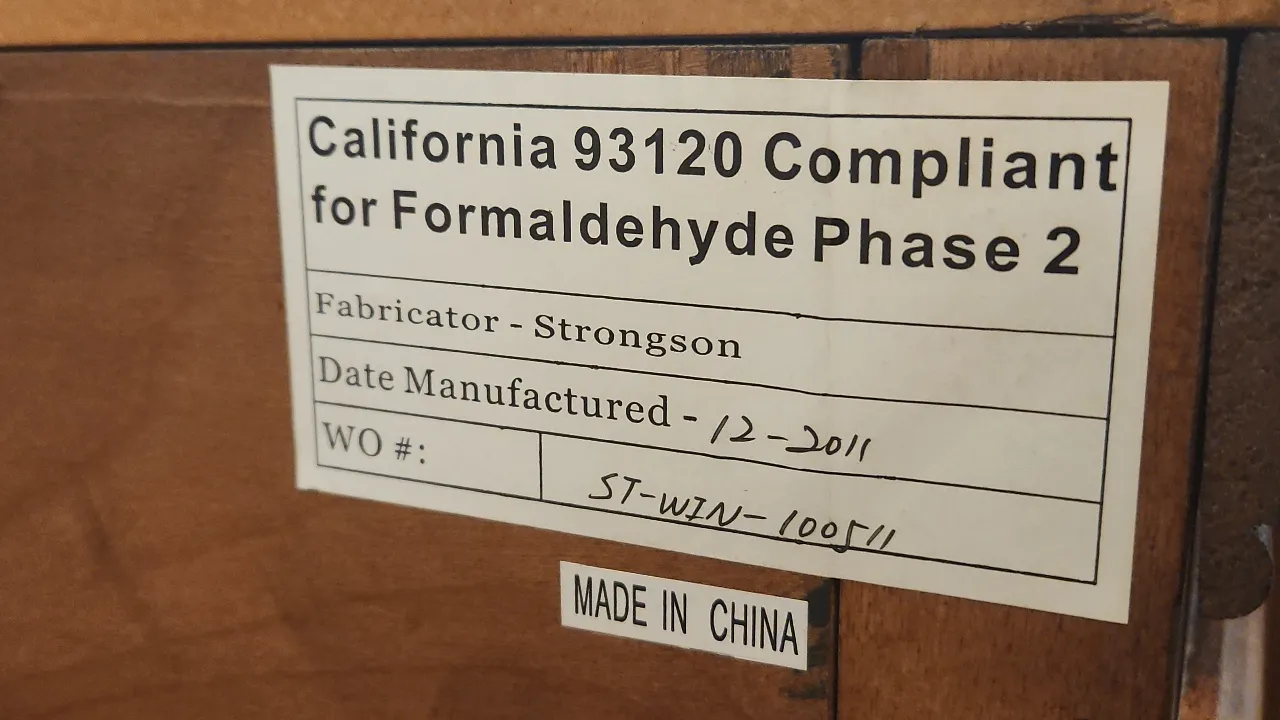 California 93120 Compliant
for Formaldehyde Phase 2
Fabricator - Strongson
Date Manufactured - 12-2011
WO #: ST-WIN-100511
MADE IN CHINA